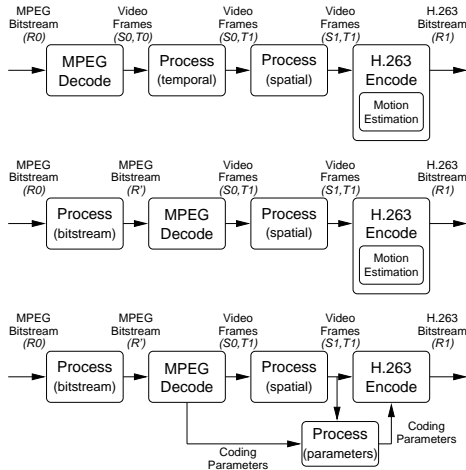 MPEG Bitstream (R0)
Video Frames (S0,T0)
Video Frames (S0,T1)
Video Frames (S1,T1)
H.263 Bitstream (R1)
MPEG Decode
Process (temporal)
Process (spatial)
H.263 Encode
Motion Estimation
MPEG Bitstream (R0)
MPEG Bitstream (R')
Video Frames (S0,T1)
Video Frames (S1,T1)
H.263 Bitstream (R1)
Process (bitstream)
MPEG Decode
Process (spatial)
H.263 Encode
Motion Estimation
MPEG Bitstream (R0)
MPEG Bitstream (R')
Video Frames (S0,T1)
Video Frames (S1,T1)
H.263 Bitstream (R1)
Process (bitstream)
MPEG Decode
Process (spatial)
H.263 Encode
Process (parameters)
Coding Parameters
Coding Parameters